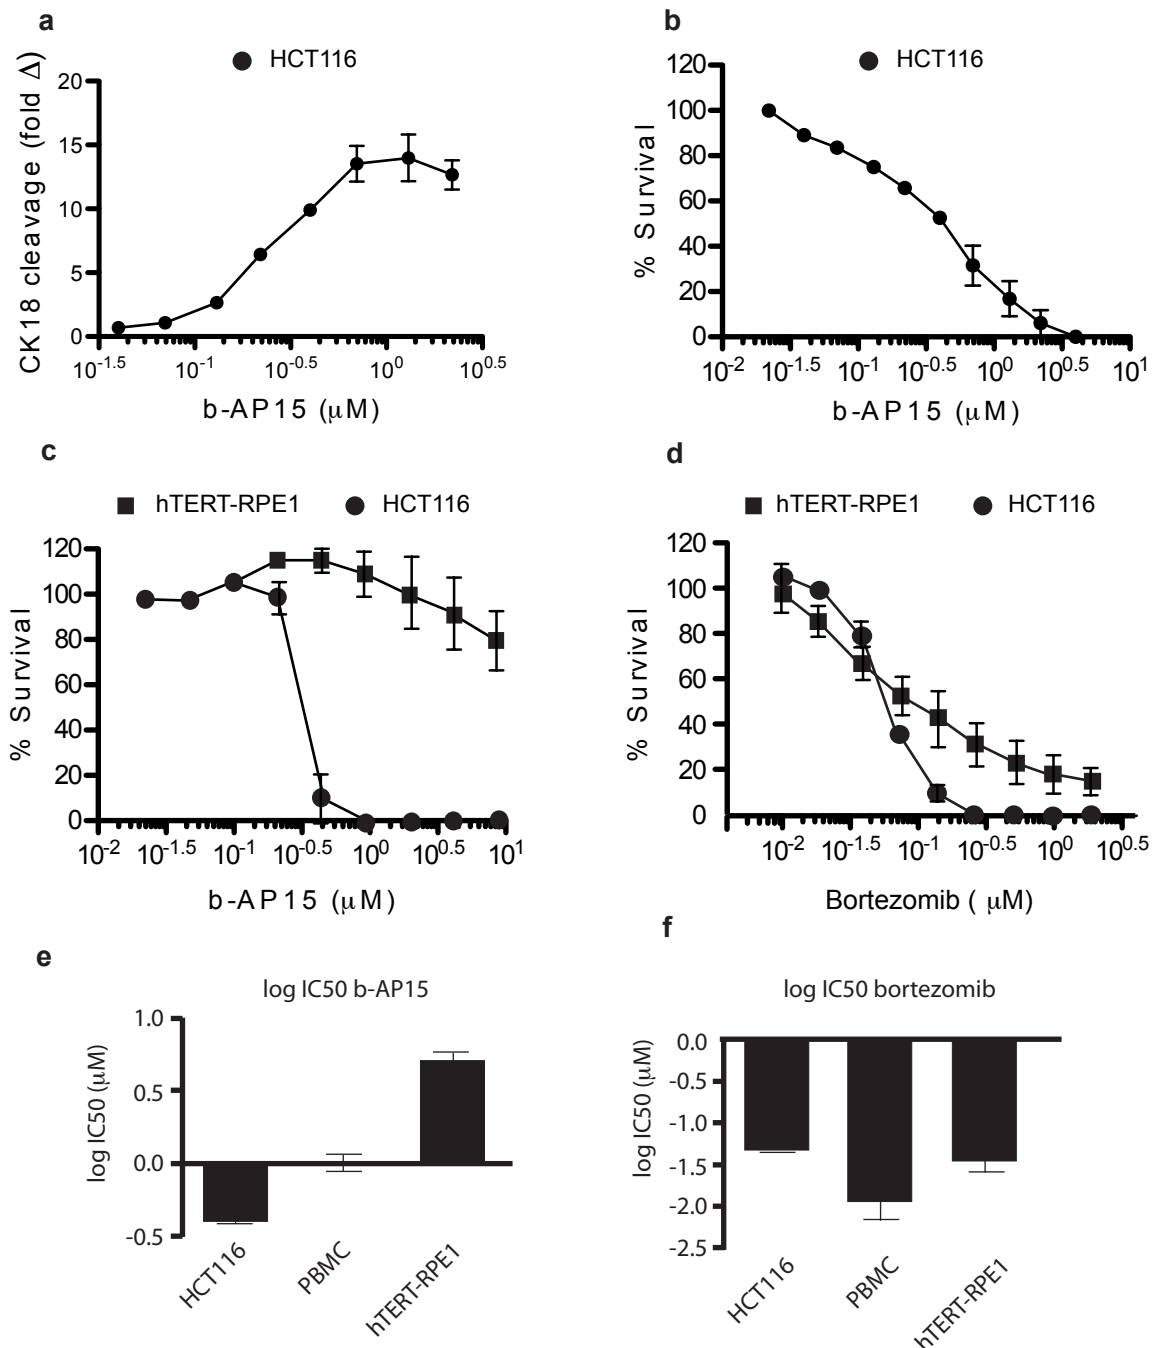 a
HCT116
CK18 cleavage (fold Δ)
20
15
10
5
0
10^-1.5 10^-1 10^-0.5 10^0 10^0.5
b-AP15 (μM)
b
HCT116
% Survival
120
100
80
60
40
20
0
10^-2 10^-1.5 10^-1 10^-0.5 10^0 10^0.5 10^1
b-AP15 (μM)
c
hTERT-RPE1 HCT116
% Survival
120
100
80
60
40
20
0
10^-2 10^-1.5 10^-1 10^-0.5 10^0 10^0.5 10^1
b-AP15 (μM)
d
hTERT-RPE1 HCT116
% Survival
120
100
80
60
40
20
0
10^-2 10^-1.5 10^-1 10^-0.5 10^0 10^0.5
Bortezomib ( μM)
e
log IC50 b-AP15
log IC50 (μM)
1.0
0.5
0.0
-0.5
HCT116
PBMC
hTERT-RPE1
f
log IC50 bortezomib
log IC50 (μM)
0.0
-0.5
-1.0
-1.5
-2.0
-2.5
HCT116
PBMC
hTERT-RPE1